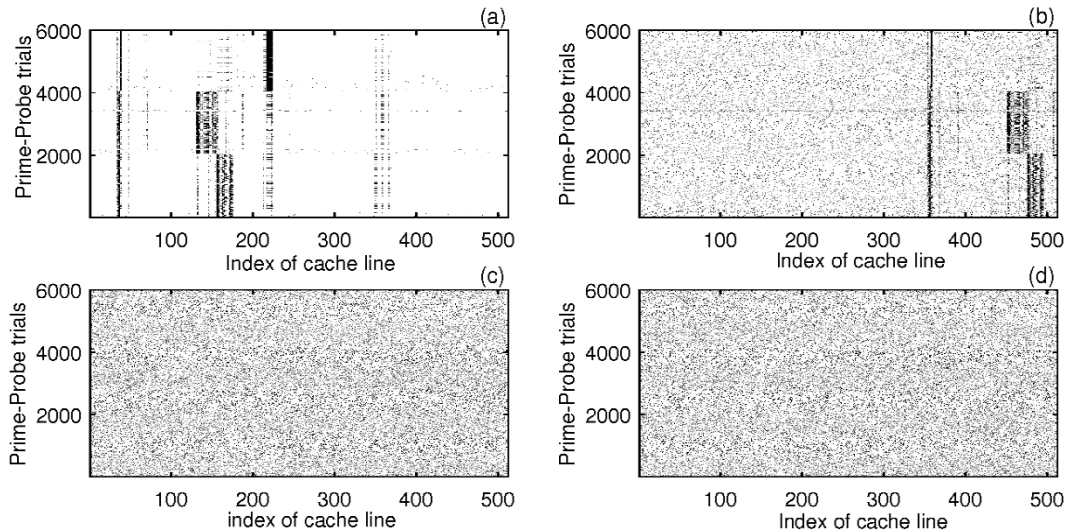 (a)
Prime-Probe trials
6000
4000
2000
100 200 300 400 500
Index of cache line
(b)
Prime-Probe trials
6000
4000
2000
100 200 300 400 500
Index of cache line
(c)
Prime-Probe trials
6000
4000
2000
100 200 300 400 500
index of cache line
(d)
Prime-Probe trials
6000
4000
2000
100 200 300 400 500
Index of cache line